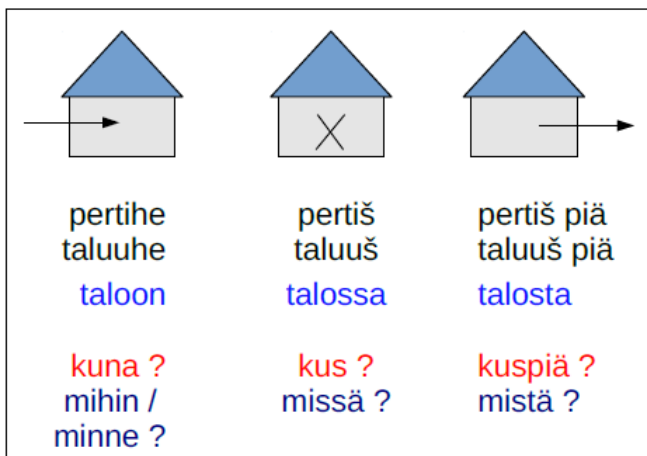 pertihe
taluuhe
taloon
kuna ?
mihin /
minne ?
pertiš
taluuš
talossa
kus ?
missä ?
pertiš piä
taluuš piä
talosta
kuspiä ?
mistä ?